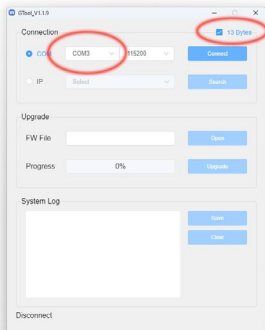 GTool_V1.1.9
Connection
13 Bytes
COM COM3 115200 Connect
IP Select Search
Upgrade
FW File Open
Progress 0% Upgrade
System Log
Save
Clear
Disconnect